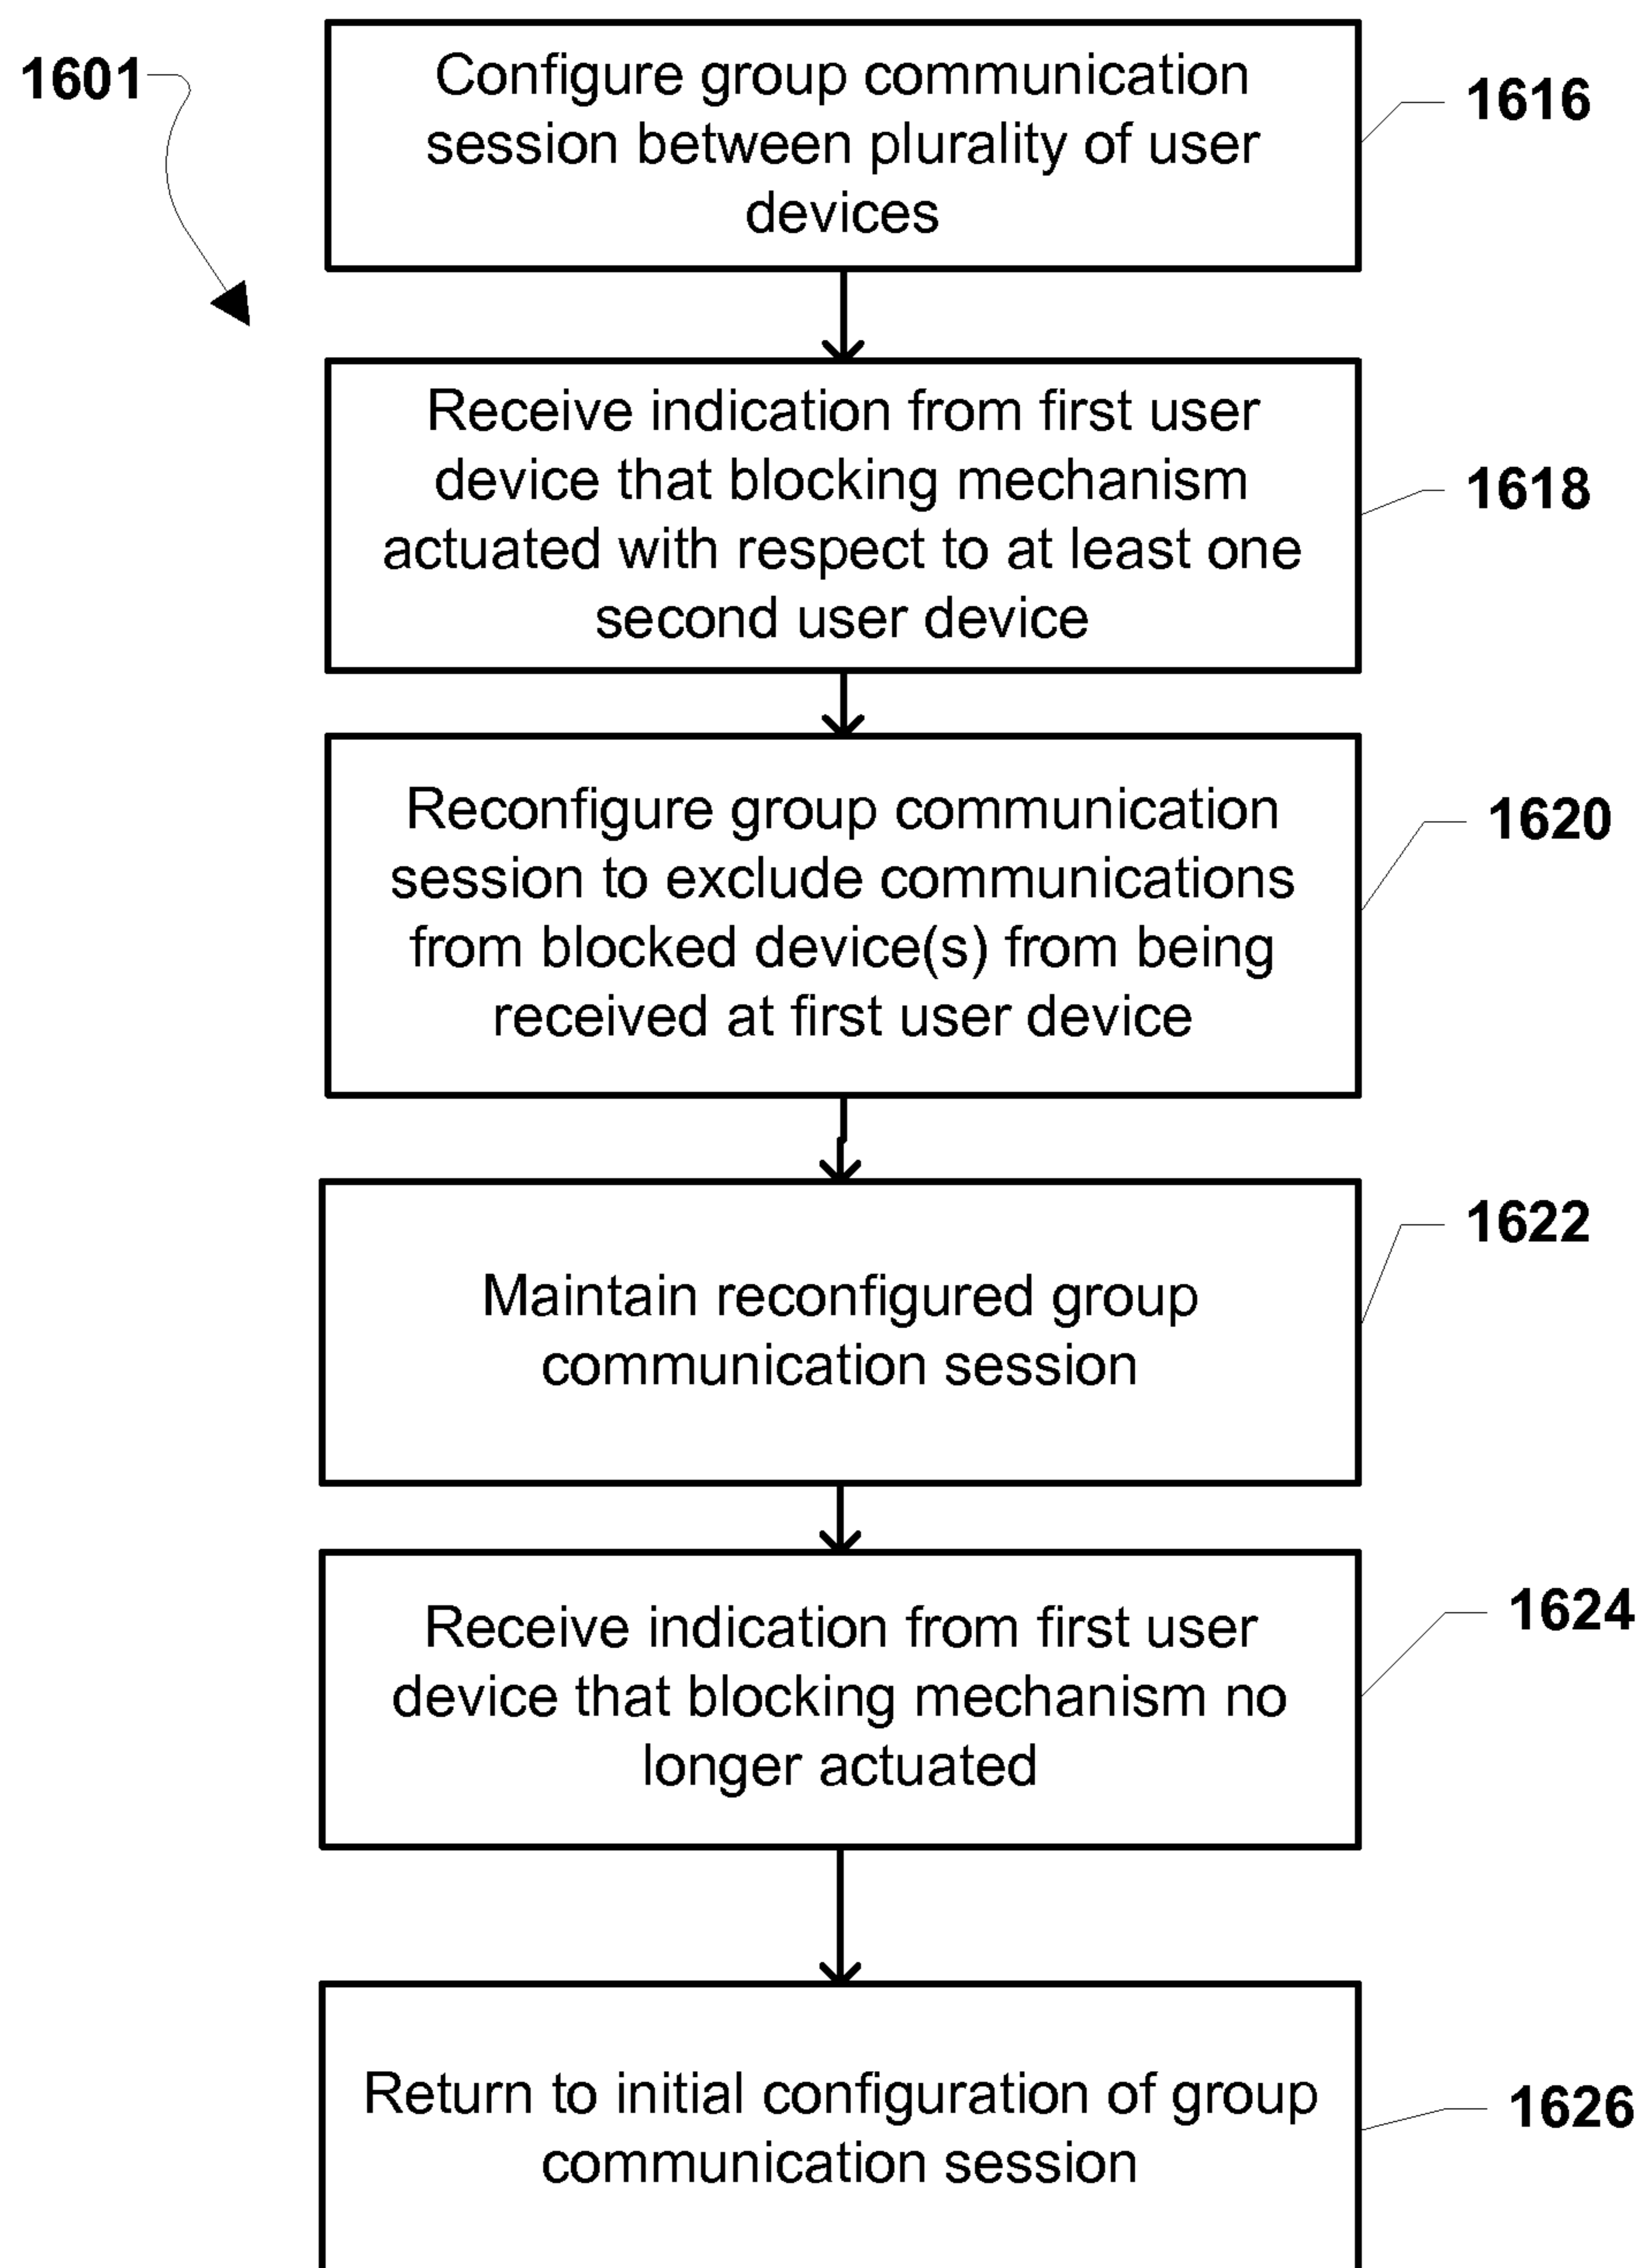 1601
Configure group communication
session between plurality of user
devices
1616
Receive indication from first user
device that blocking mechanism
actuated with respect to at least one
second user device
1618
Reconfigure group communication
session to exclude communications
from blocked device(s) from being
received at first user device
1620
Maintain reconfigured group
communication session
1622
Receive indication from first user
device that blocking mechanism no
longer actuated
1624
Return to initial configuration of group
communication session
1626